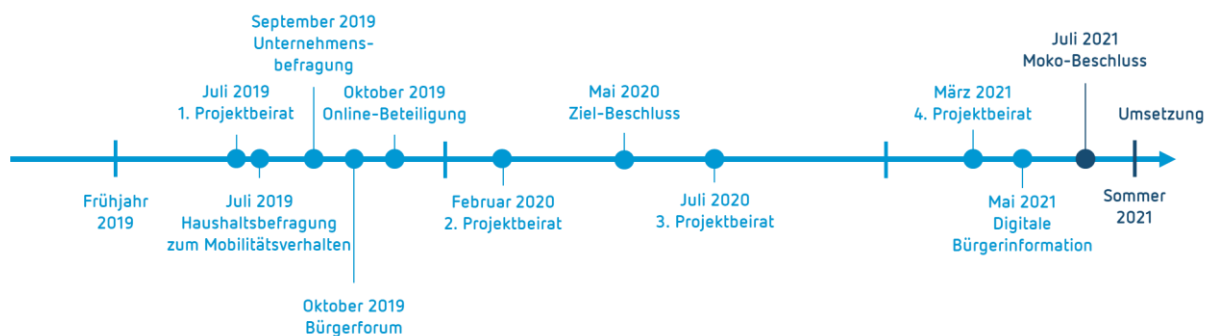 Frühjahr
2019
Juli 2019
1. Projektbeirat
Juli 2019
Haushaltsbefragung
zum Mobilitätsverhalten
September 2019
Unternehmens-
befragung
Oktober 2019
Bürgerforum
Oktober 2019
Online-Beteiligung
Februar 2020
2. Projektbeirat
Mai 2020
Ziel-Beschluss
Juli 2020
3. Projektbeirat
März 2021
4. Projektbeirat
Mai 2021
Digitale
Bürgerinformation
Juli 2021
Moko-Beschluss
Umsetzung
Sommer
2021